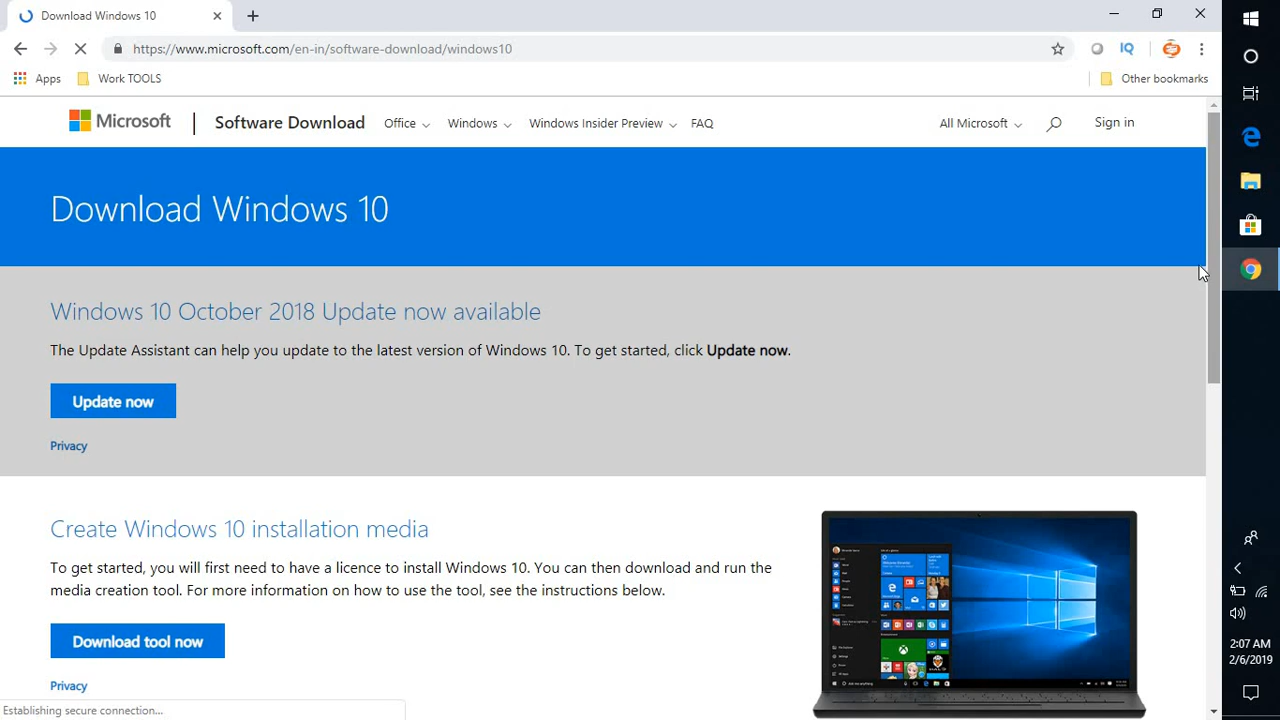 Download Windows 10
https://www.microsoft.com/en-in/software-download/windows10
IQ
Apps Work TOOLS Other bookmarks
Microsoft Software Download Office Windows Windows Insider Preview FAQ All Microsoft Sign in
Download Windows 10
Windows 10 October 2018 Update now available
The Update Assistant can help you update to the latest version of Windows 10. To get started, click Update now.
Update now
Privacy
Create Windows 10 installation media
To get started, you will first need to have a licence to install Windows 10. You can then download and run the
media creation tool. For more information on how to use the tool, see the instructions below.
Download tool now
Privacy
Establishing secure connection...
2:07 AM
2/6/2019